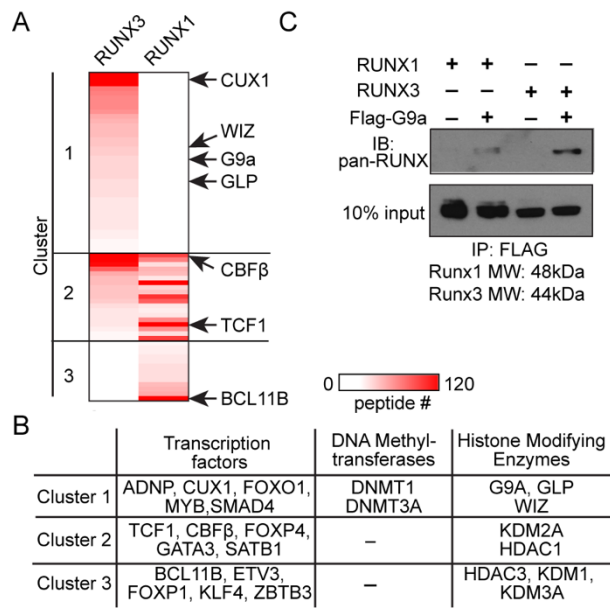 A
RUNX3
RUNX1
Cluster
1
2
3
CUX1
WIZ
G9a
GLP
CBFβ
TCF1
BCL11B
C
RUNX1 + + – –
RUNX3 – – + +
Flag-G9a – + – +
IB:
pan-RUNX
10% input
IP: FLAG
Runx1 MW: 48kDa
Runx3 MW: 44kDa
0 120
peptide #
B
Transcription factors
DNA Methyl-transferases
Histone Modifying Enzymes
Cluster 1
ADNP, CUX1, FOXO1,
MYB,SMAD4
DNMT1
DNMT3A
G9A, GLP
WIZ
Cluster 2
TCF1, CBFβ, FOXP4,
GATA3, SATB1
–
KDM2A
HDAC1
Cluster 3
BCL11B, ETV3,
FOXP1, KLF4, ZBTB3
–
HDAC3, KDM1,
KDM3A